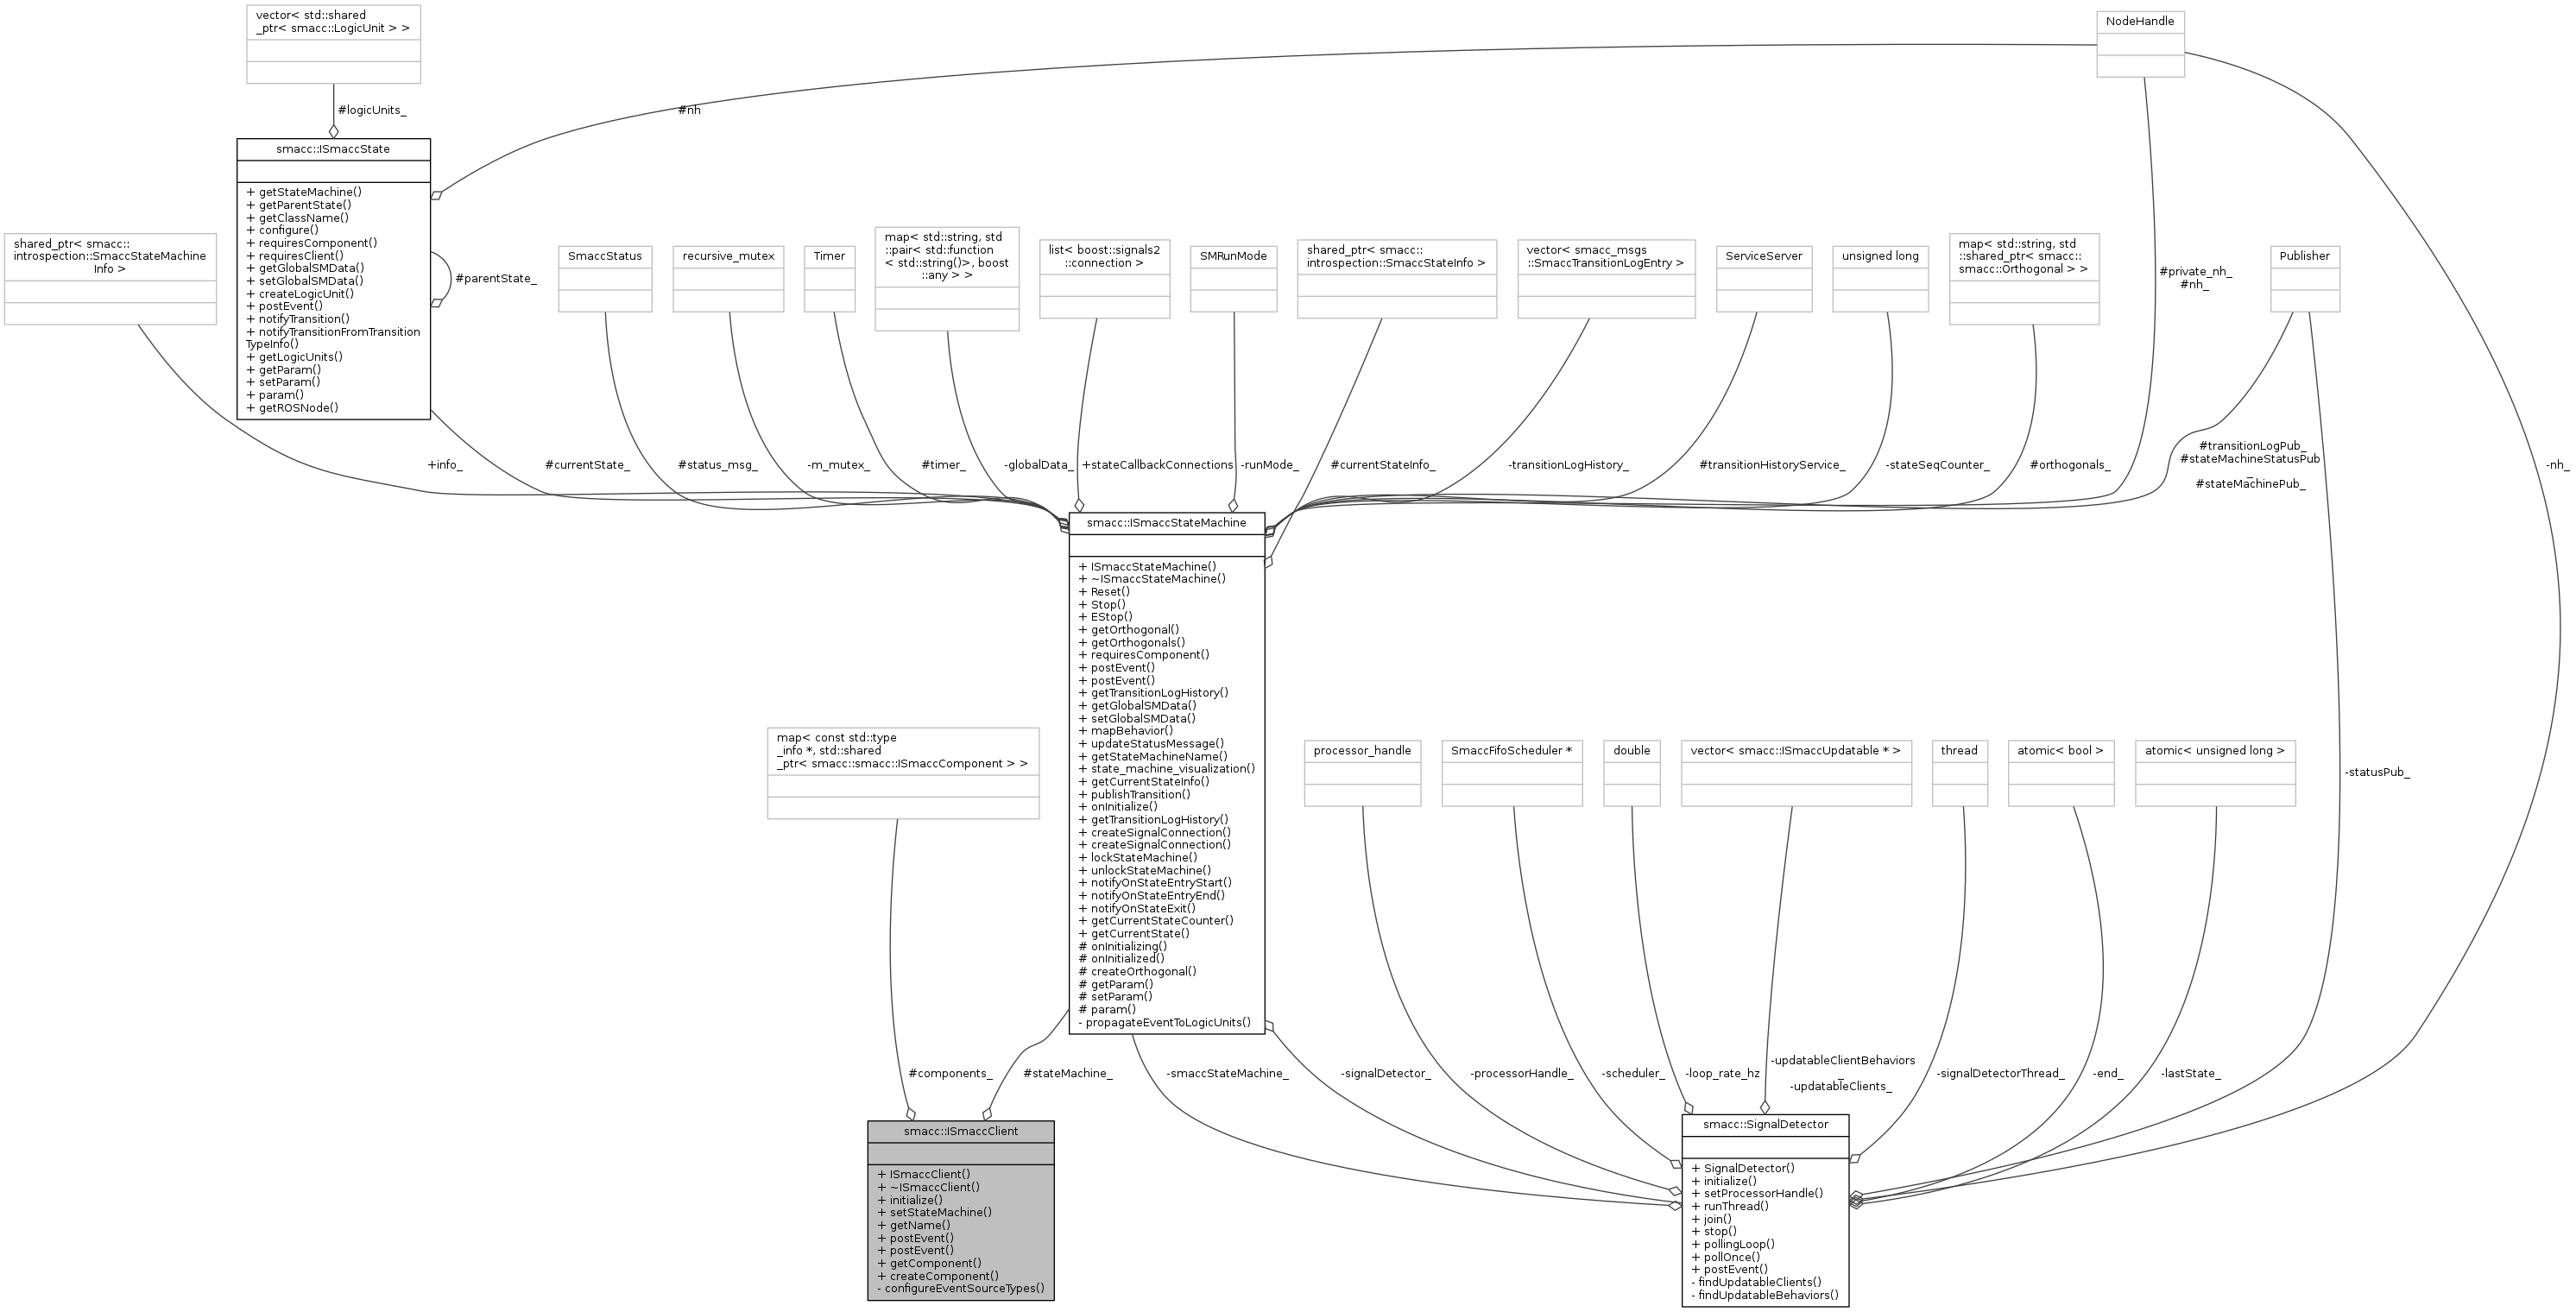 vector< std::shared
_ptr< smacc::LogicUnit > >
NodeHandle
#logicUnits_
#nh
smacc::ISmaccState
+ getStateMachine()
+ getParentState()
+ getClassName()
+ configure()
+ requiresComponent()
+ requiresClient()
+ getGlobalSMData()
+ setGlobalSMData()
+ createLogicUnit()
+ postEvent()
+ notifyTransition()
+ notifyTransitionFromTransition
TypeInfo()
+ getLogicUnits()
+ getParam()
+ setParam()
+ param()
+ getROSNode()
#parentState_
shared_ptr< smacc::
introspection::SmaccStateMachine
Info >
SmaccStatus
recursive_mutex
Timer
map< std::string, std
::pair< std::function
< std::string()>, boost
::any > >
list< boost::signals2
::connection >
SMRunMode
shared_ptr< smacc::
introspection::SmaccStateInfo >
vector< smacc_msgs
::SmaccTransitionLogEntry >
ServiceServer
unsigned long
map< std::string, std
::shared_ptr< smacc::
smacc::Orthogonal > >
#private_nh_
#nh_
Publisher
+info_
#currentState_
#status_msg_
-m_mutex_
#timer_
-globalData_
+stateCallbackConnections
-runMode_
#currentStateInfo_
-transitionLogHistory_
#transitionHistoryService_
-stateSeqCounter_
#orthogonals_
#transitionLogPub_
#stateMachineStatusPub
_
#stateMachinePub_
-nh_
smacc::ISmaccStateMachine
+ ISmaccStateMachine()
+ ~ISmaccStateMachine()
+ Reset()
+ Stop()
+ EStop()
+ getOrthogonal()
+ getOrthogonals()
+ requiresComponent()
+ postEvent()
+ postEvent()
+ getTransitionLogHistory()
+ getGlobalSMData()
+ setGlobalSMData()
+ mapBehavior()
+ updateStatusMessage()
+ getStateMachineName()
+ state_machine_visualization()
+ getCurrentStateInfo()
+ publishTransition()
+ onInitialize()
+ getTransitionLogHistory()
+ createSignalConnection()
+ createSignalConnection()
+ lockStateMachine()
+ unlockStateMachine()
+ notifyOnStateEntryStart()
+ notifyOnStateEntryEnd()
+ notifyOnStateExit()
+ getCurrentStateCounter()
+ getCurrentState()
# onInitializing()
# onInitialized()
# createOrthogonal()
# getParam()
# setParam()
# param()
- propagateEventToLogicUnits()
map< const std::type
_info *, std::shared
_ptr< smacc::smacc::ISmaccComponent > >
processor_handle
SmaccFifoScheduler *
double
vector< smacc::ISmaccUpdatable * >
thread
atomic< bool >
atomic< unsigned long >
-statusPub_
#components_
#stateMachine_
-smaccStateMachine_
-signalDetector_
-processorHandle_
-scheduler_
-loop_rate_hz
-updatableClientBehaviors
_
-updatableClients_
-signalDetectorThread_
-end_
-lastState_
smacc::ISmaccClient
+ ISmaccClient()
+ ~ISmaccClient()
+ initialize()
+ setStateMachine()
+ getName()
+ postEvent()
+ postEvent()
+ getComponent()
+ createComponent()
- configureEventSourceTypes()
smacc::SignalDetector
+ SignalDetector()
+ initialize()
+ setProcessorHandle()
+ runThread()
+ join()
+ stop()
+ pollingLoop()
+ pollOnce()
+ postEvent()
- findUpdatableClients()
- findUpdatableBehaviors()